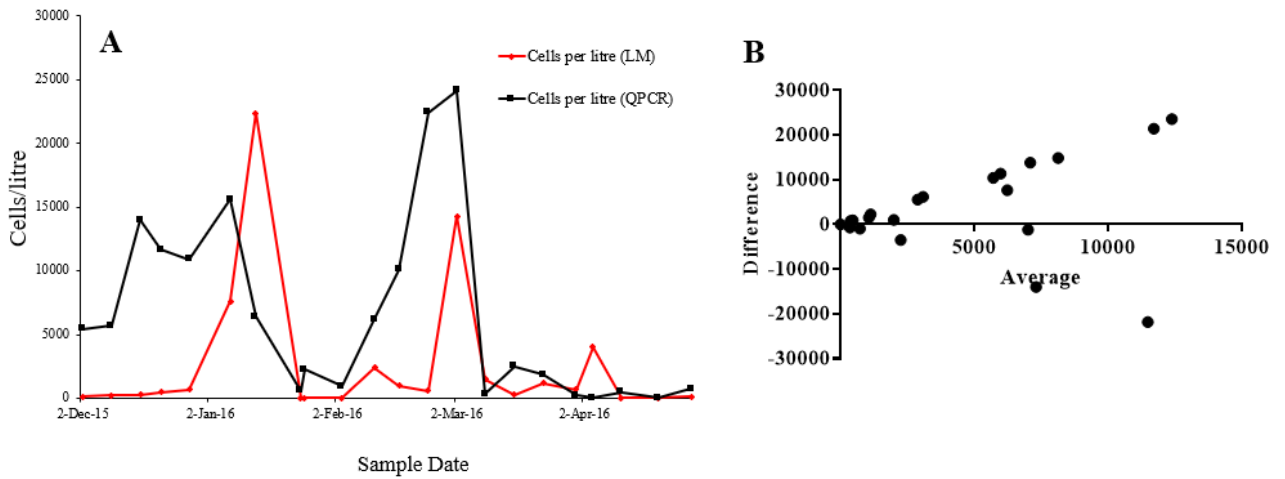 A
30000
25000
20000
15000
10000
5000
0
Cells/litre
2-Dec-15
2-Jan-16
2-Feb-16
2-Mar-16
2-Apr-16
Sample Date
Cells per litre (LM)
Cells per litre (QPCR)
B
30000
20000
10000
0
-10000
-20000
-30000
Difference
5000
10000
15000
Average